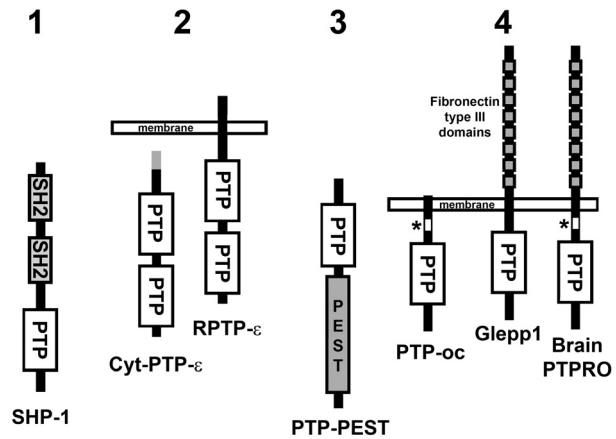 1
2
3
4
SH2
SH2
PTP
SHP-1
membrane
PTP
PTP
Cyt-PTP-ε
PTP
PTP
RPTP-ε
PTP
PEST
PTP-PEST
Fibronectin
type III
domains
membrane
*
PTP
PTP-oc
PTP
Glepp1
*
PTP
Brain
PTPRO